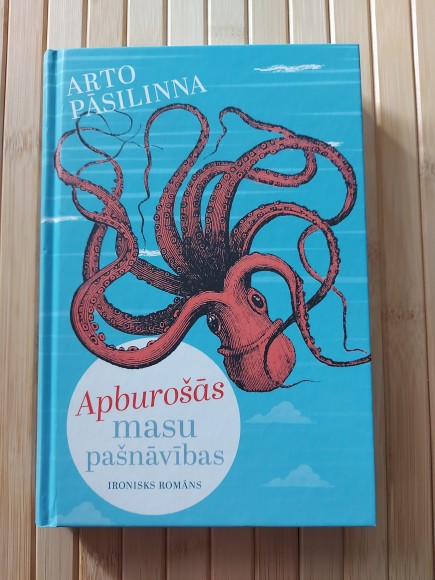 ARTO
PĀSILINNA
Apburošās
masu
pašnāvības
IRONISKS ROMĀNS